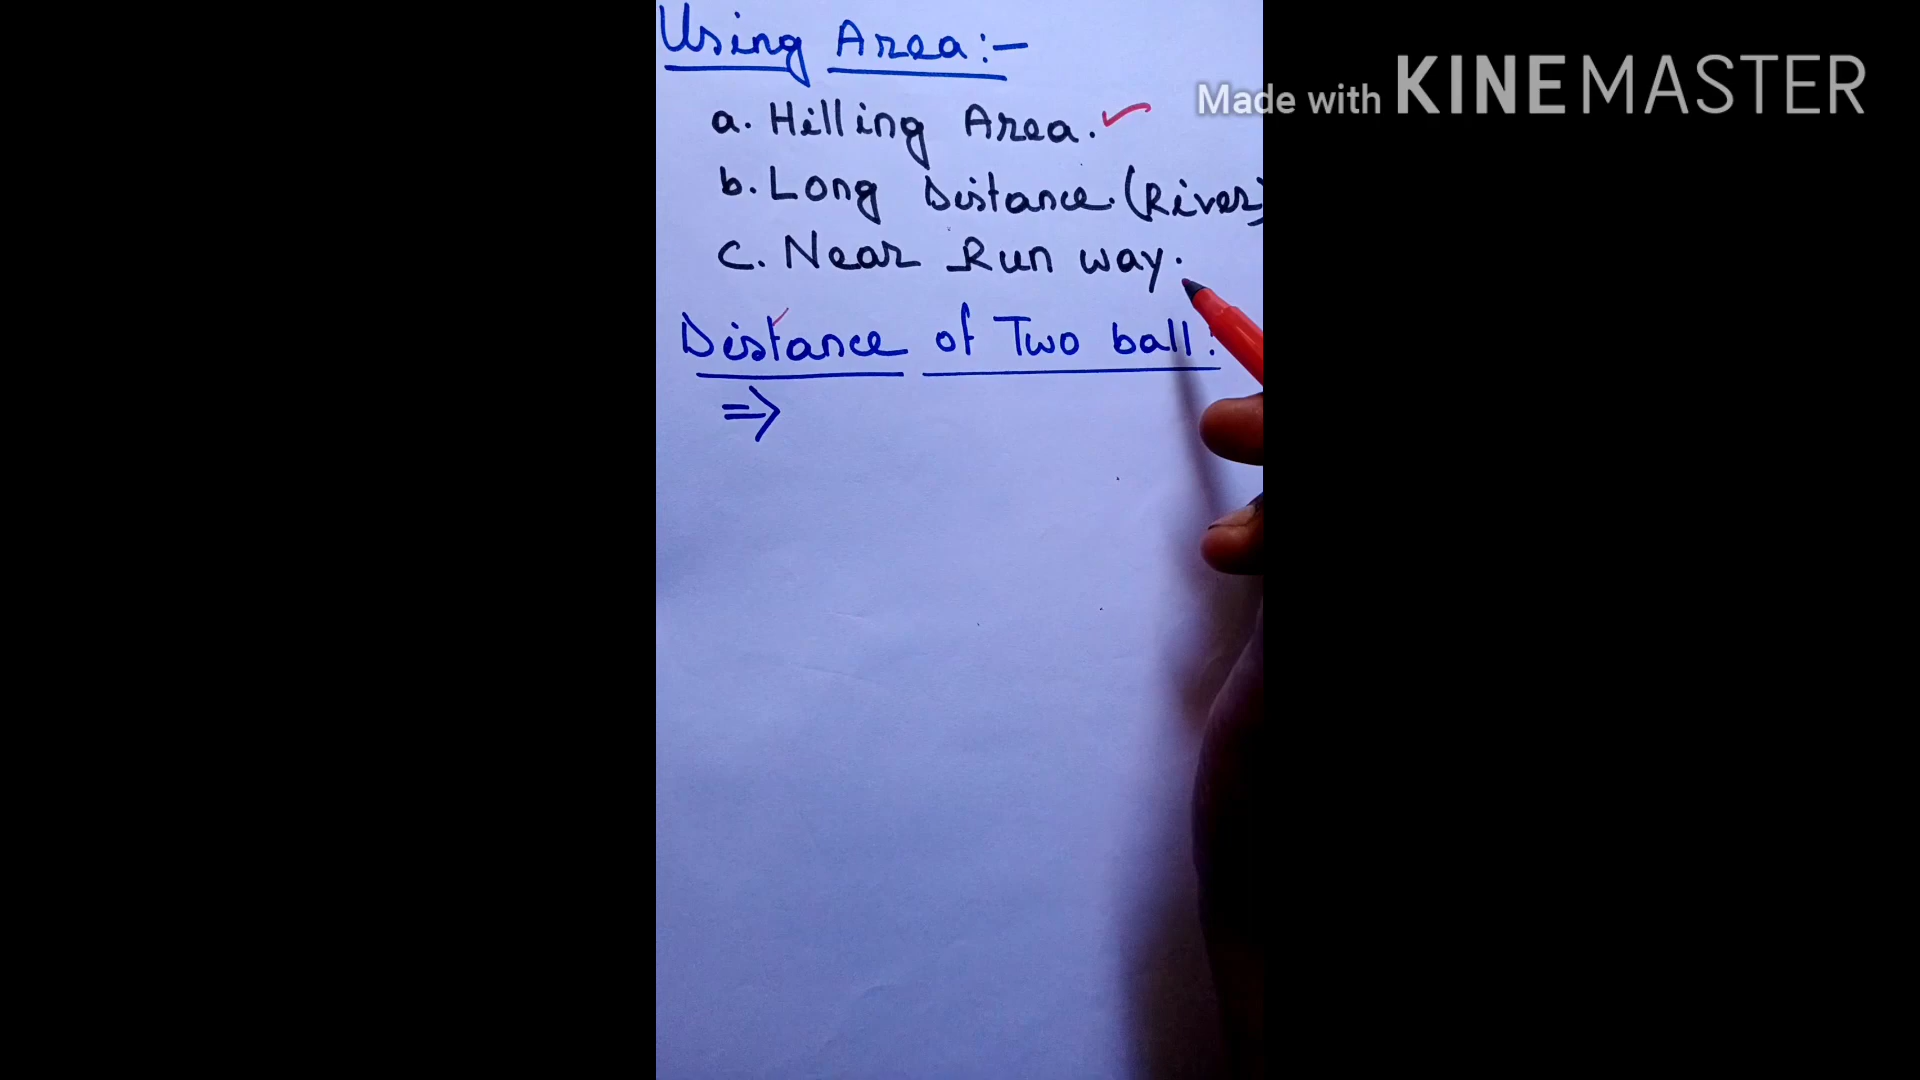 Using Area:-
a. Hilling Area. ✓
b. Long Distance. (River)
c. Near Run way.
Distance of Two ball:
⇒
Made with KINEMASTER